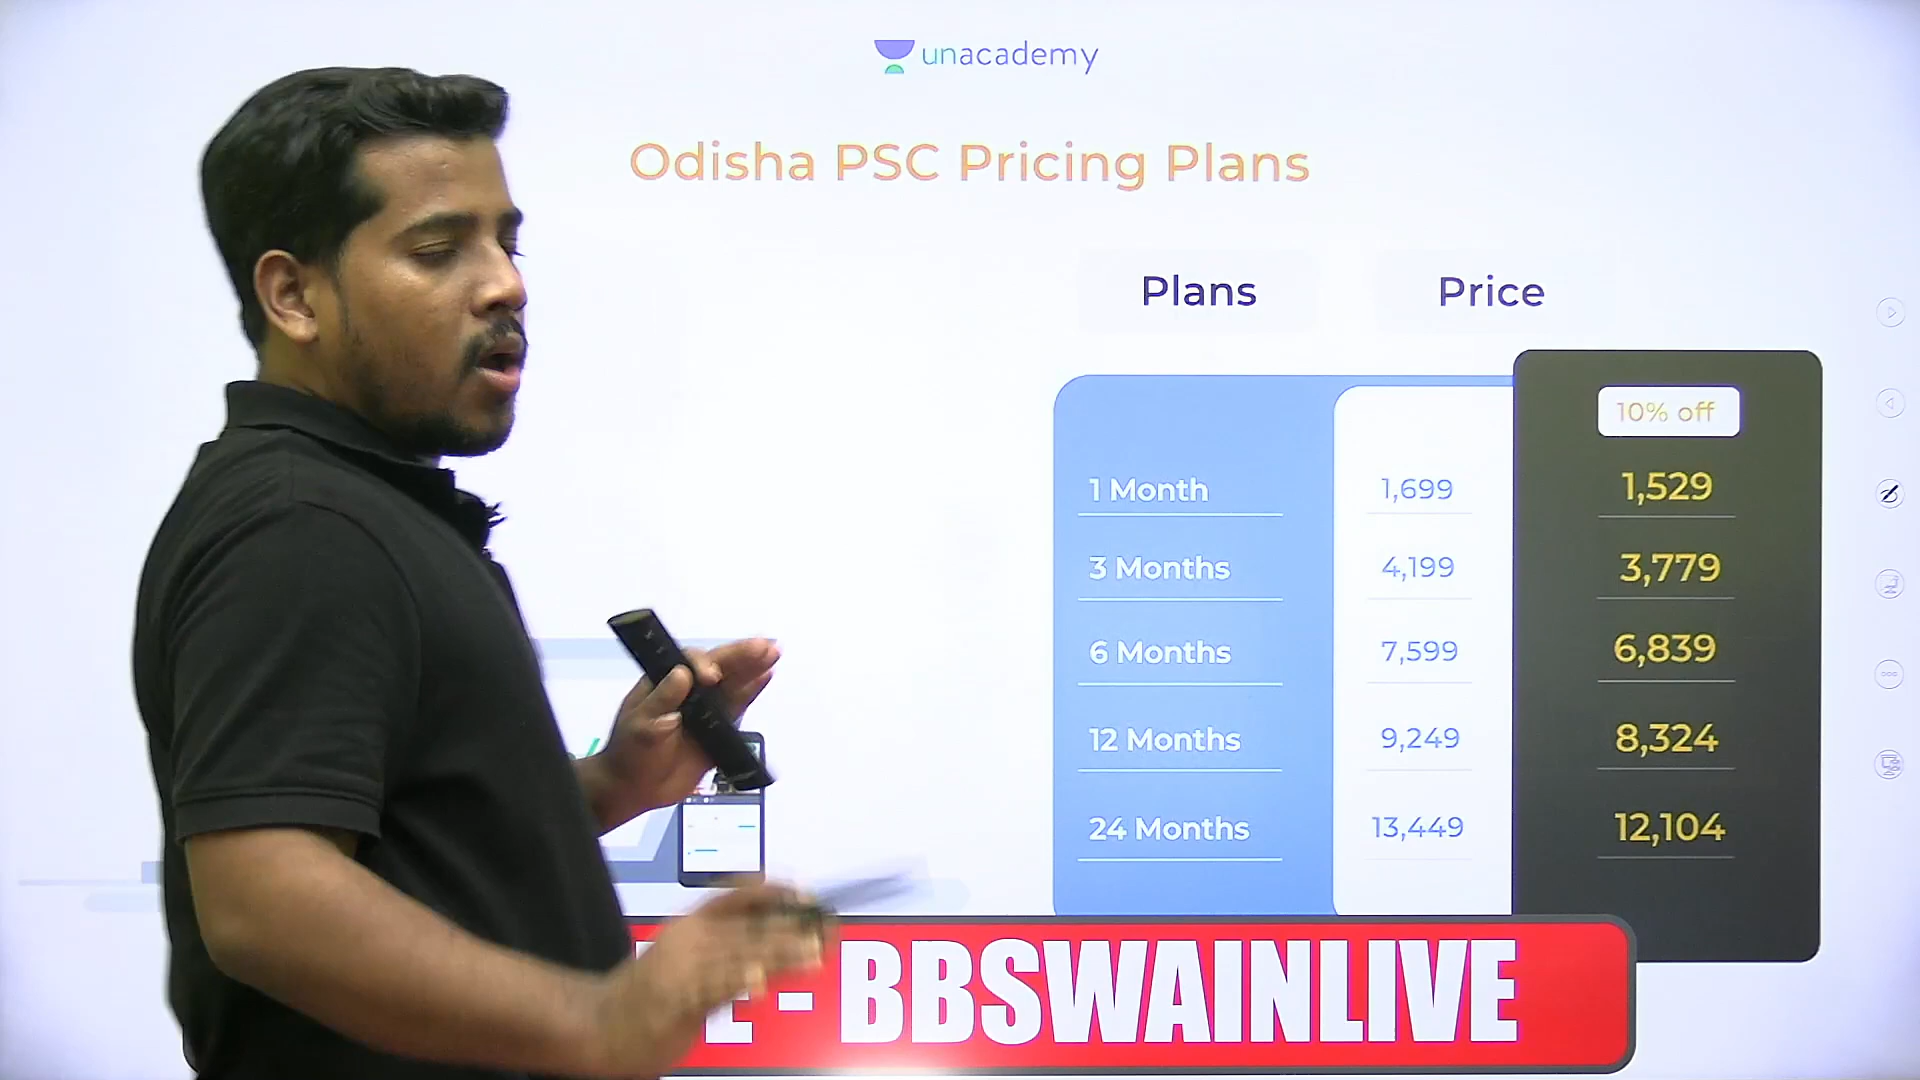 unacademy
Odisha PSC Pricing Plans
Plans Price
10% off
1 Month 1,699 1,529
3 Months 4,199 3,779
6 Months 7,599 6,839
12 Months 9,249 8,324
24 Months 13,449 12,104
E - BBSWAINLIVE